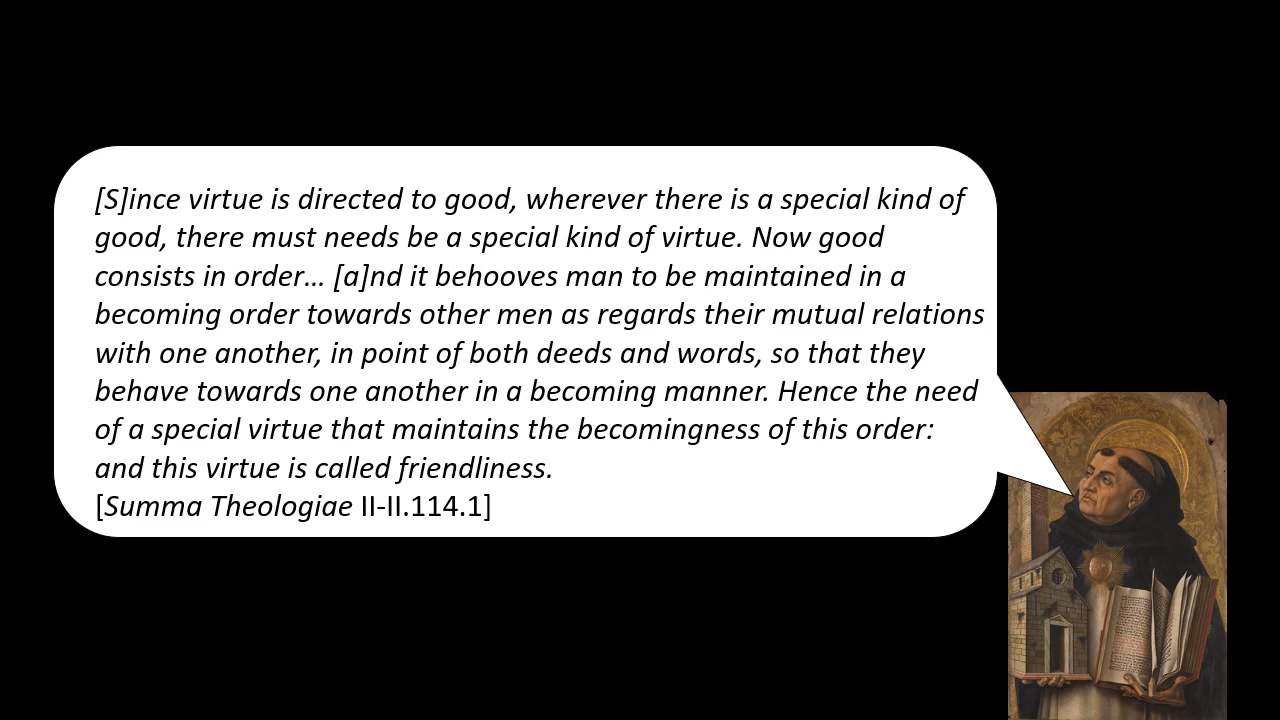 [S]ince virtue is directed to good, wherever there is a special kind of
good, there must needs be a special kind of virtue. Now good
consists in order… [a]nd it behooves man to be maintained in a
becoming order towards other men as regards their mutual relations
with one another, in point of both deeds and words, so that they
behave towards one another in a becoming manner. Hence the need
of a special virtue that maintains the becomingness of this order:
and this virtue is called friendliness.
[Summa Theologiae II-II.114.1]